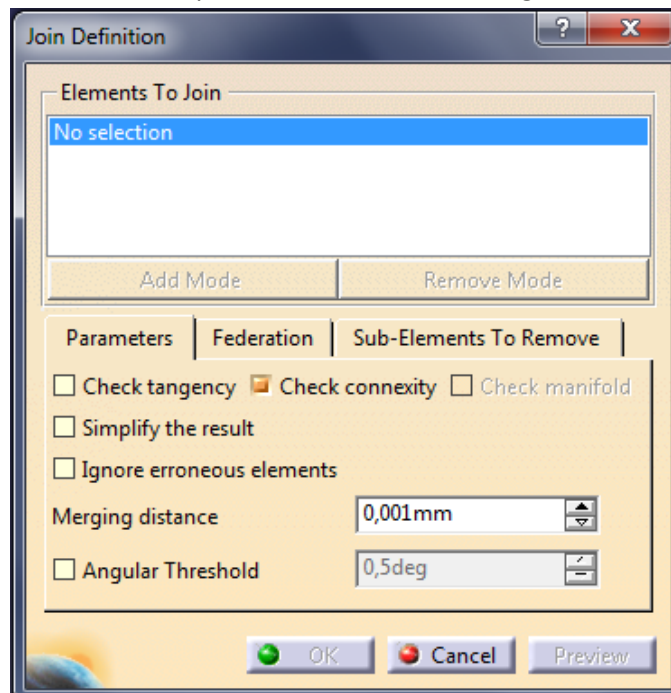 Join Definition
Elements To Join
No selection
Add Mode Remove Mode
Parameters Federation Sub-Elements To Remove
Check tangency Check connexity Check manifold
Simplify the result
Ignore erroneous elements
Merging distance 0,001mm
Angular Threshold 0,5deg
OK Cancel Preview